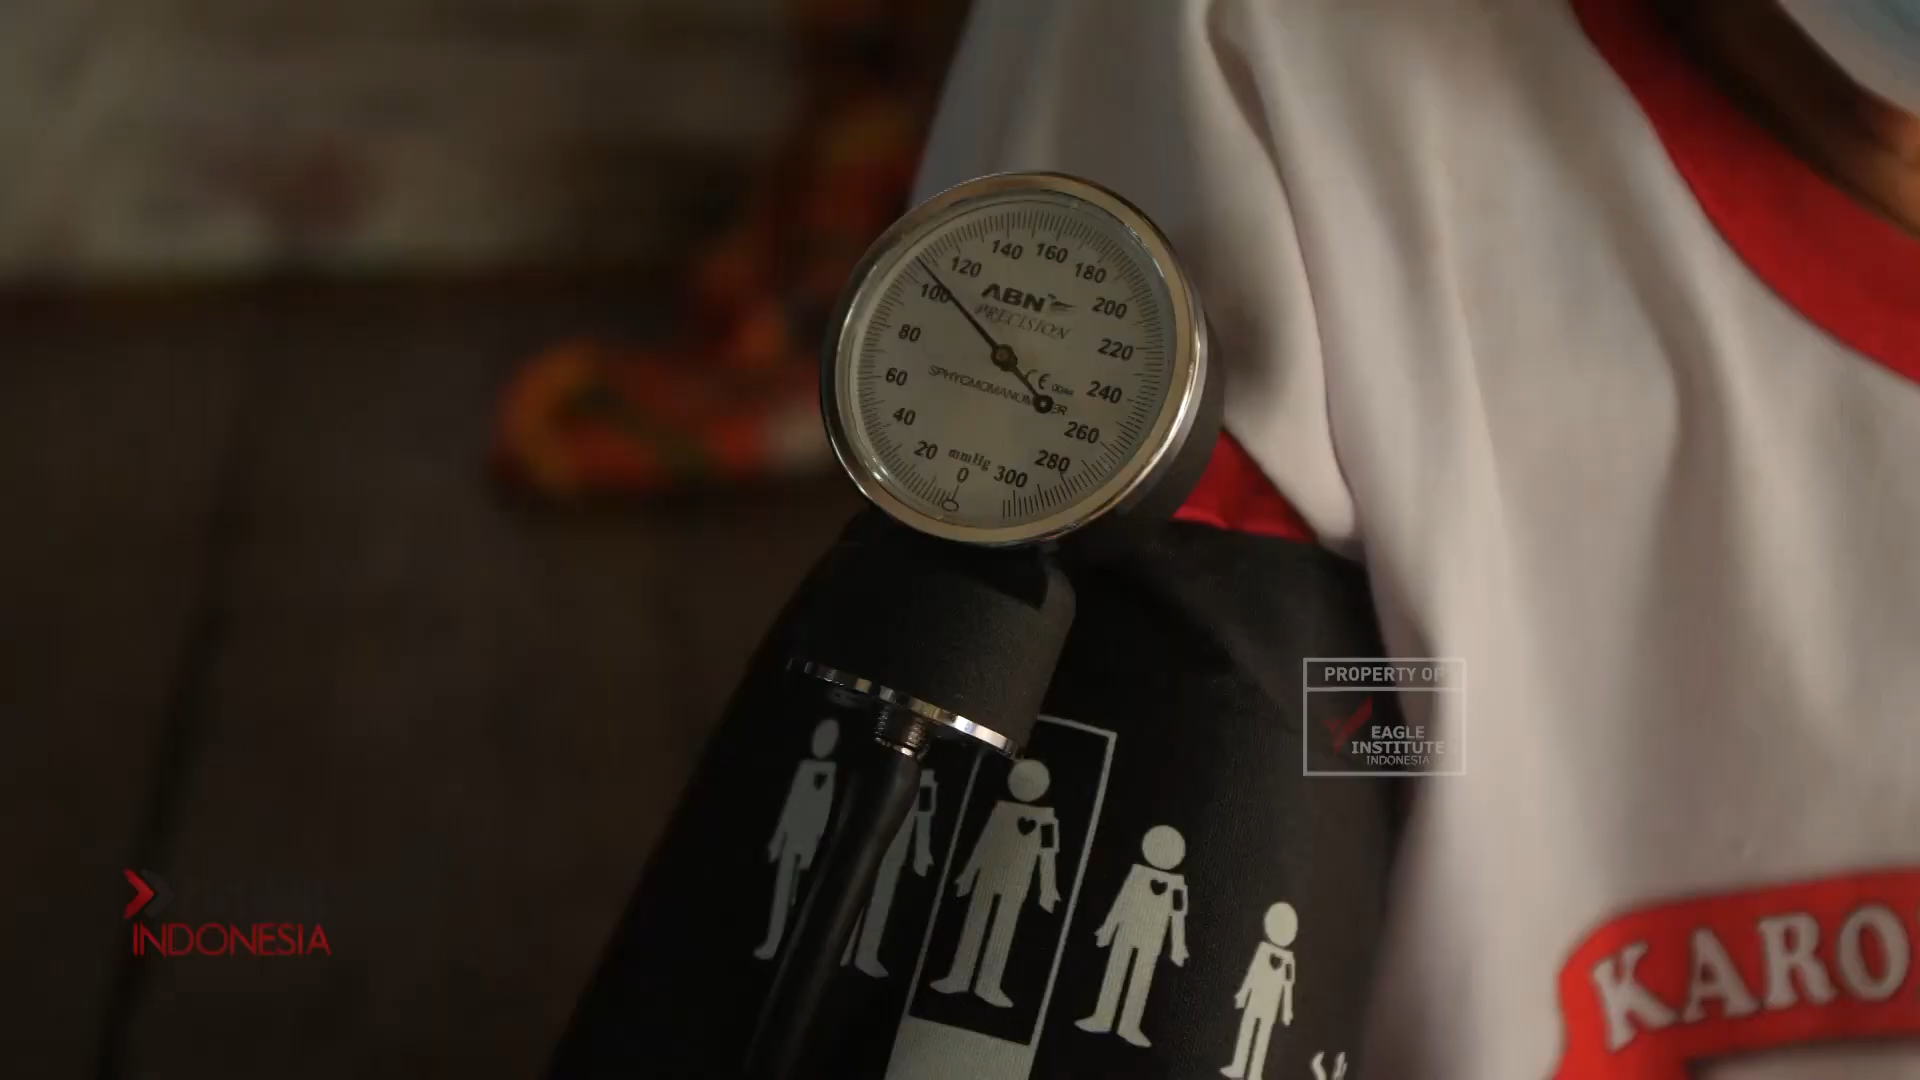 140 160
120 180
100 200
80 220
60 240
40 260
20 280
0 300
ABN
PRECISION
SPHYGMOMANOMETER
mmHg
PROPERTY OF
EAGLE
INSTITUTE
INDONESIA
INDONESIA
KARO